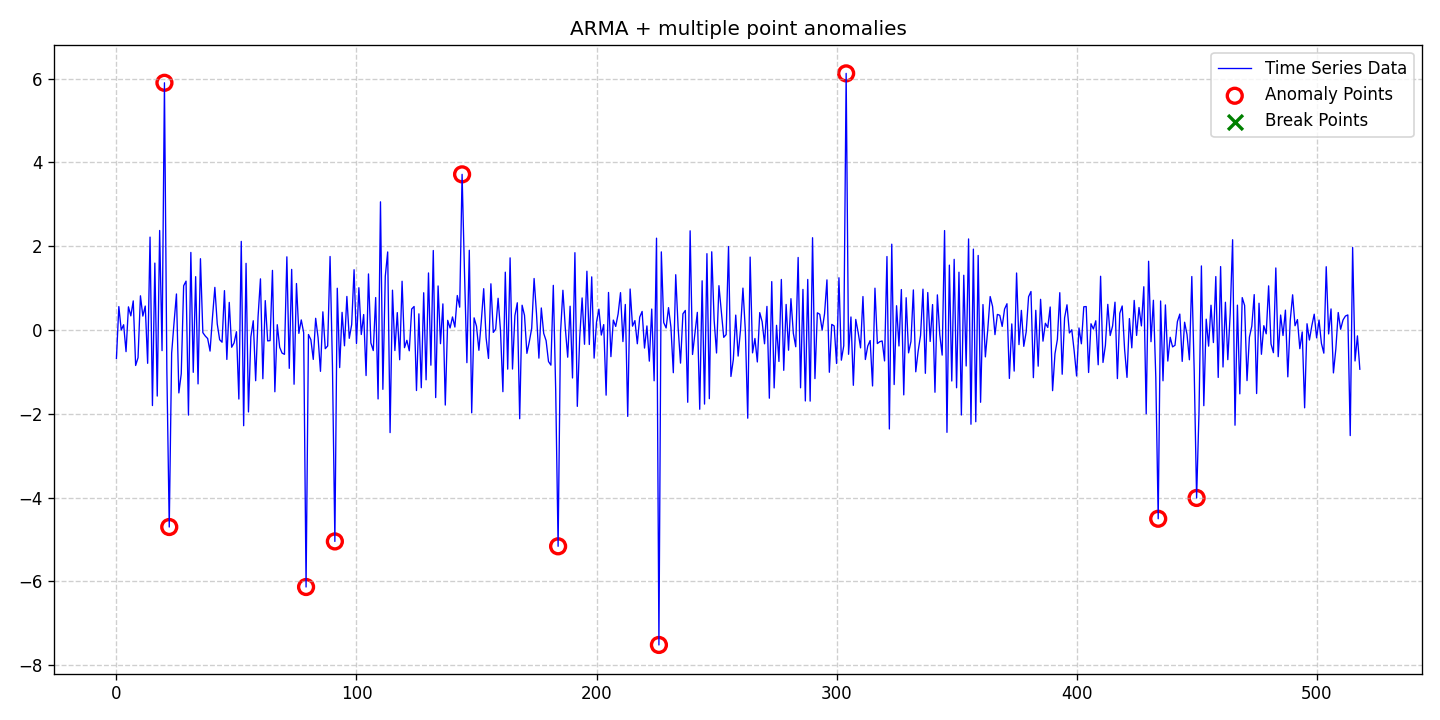 ARMA + multiple point anomalies
Time Series Data
Anomaly Points
Break Points
6
4
2
0
−2
−4
−6
−8
0 100 200 300 400 500